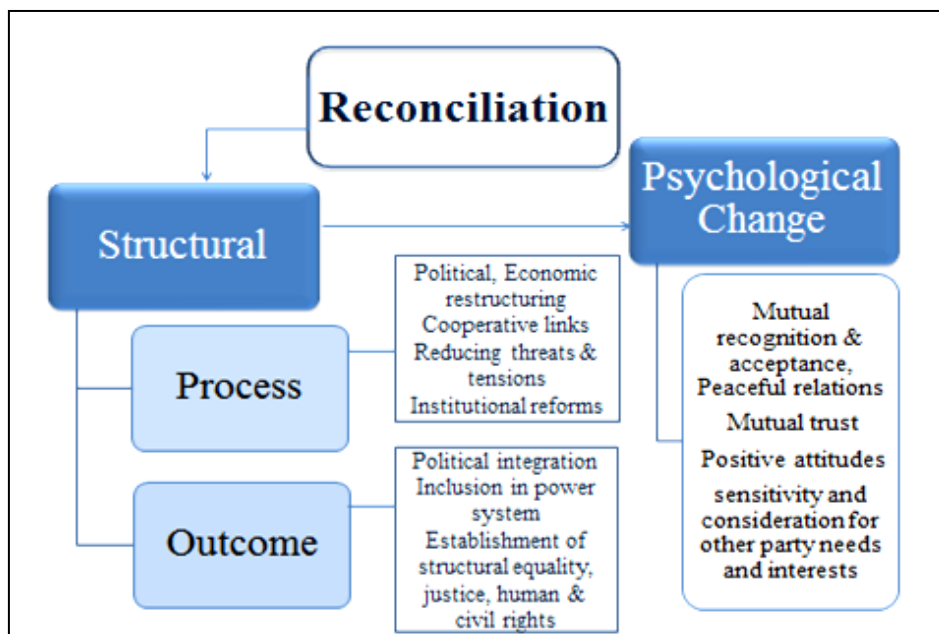 Reconciliation
Structural
Psychological
Change
Process
Political, Economic
restructuring
Cooperative links
Reducing threats &
tensions
Institutional reforms
Outcome
Political integration
Inclusion in power
system
Establishment of
structural equality,
justice, human &
civil rights
Mutual
recognition &
acceptance,
Peaceful relations
Mutual trust
Positive attitudes
sensitivity and
consideration for
other party needs
and interests